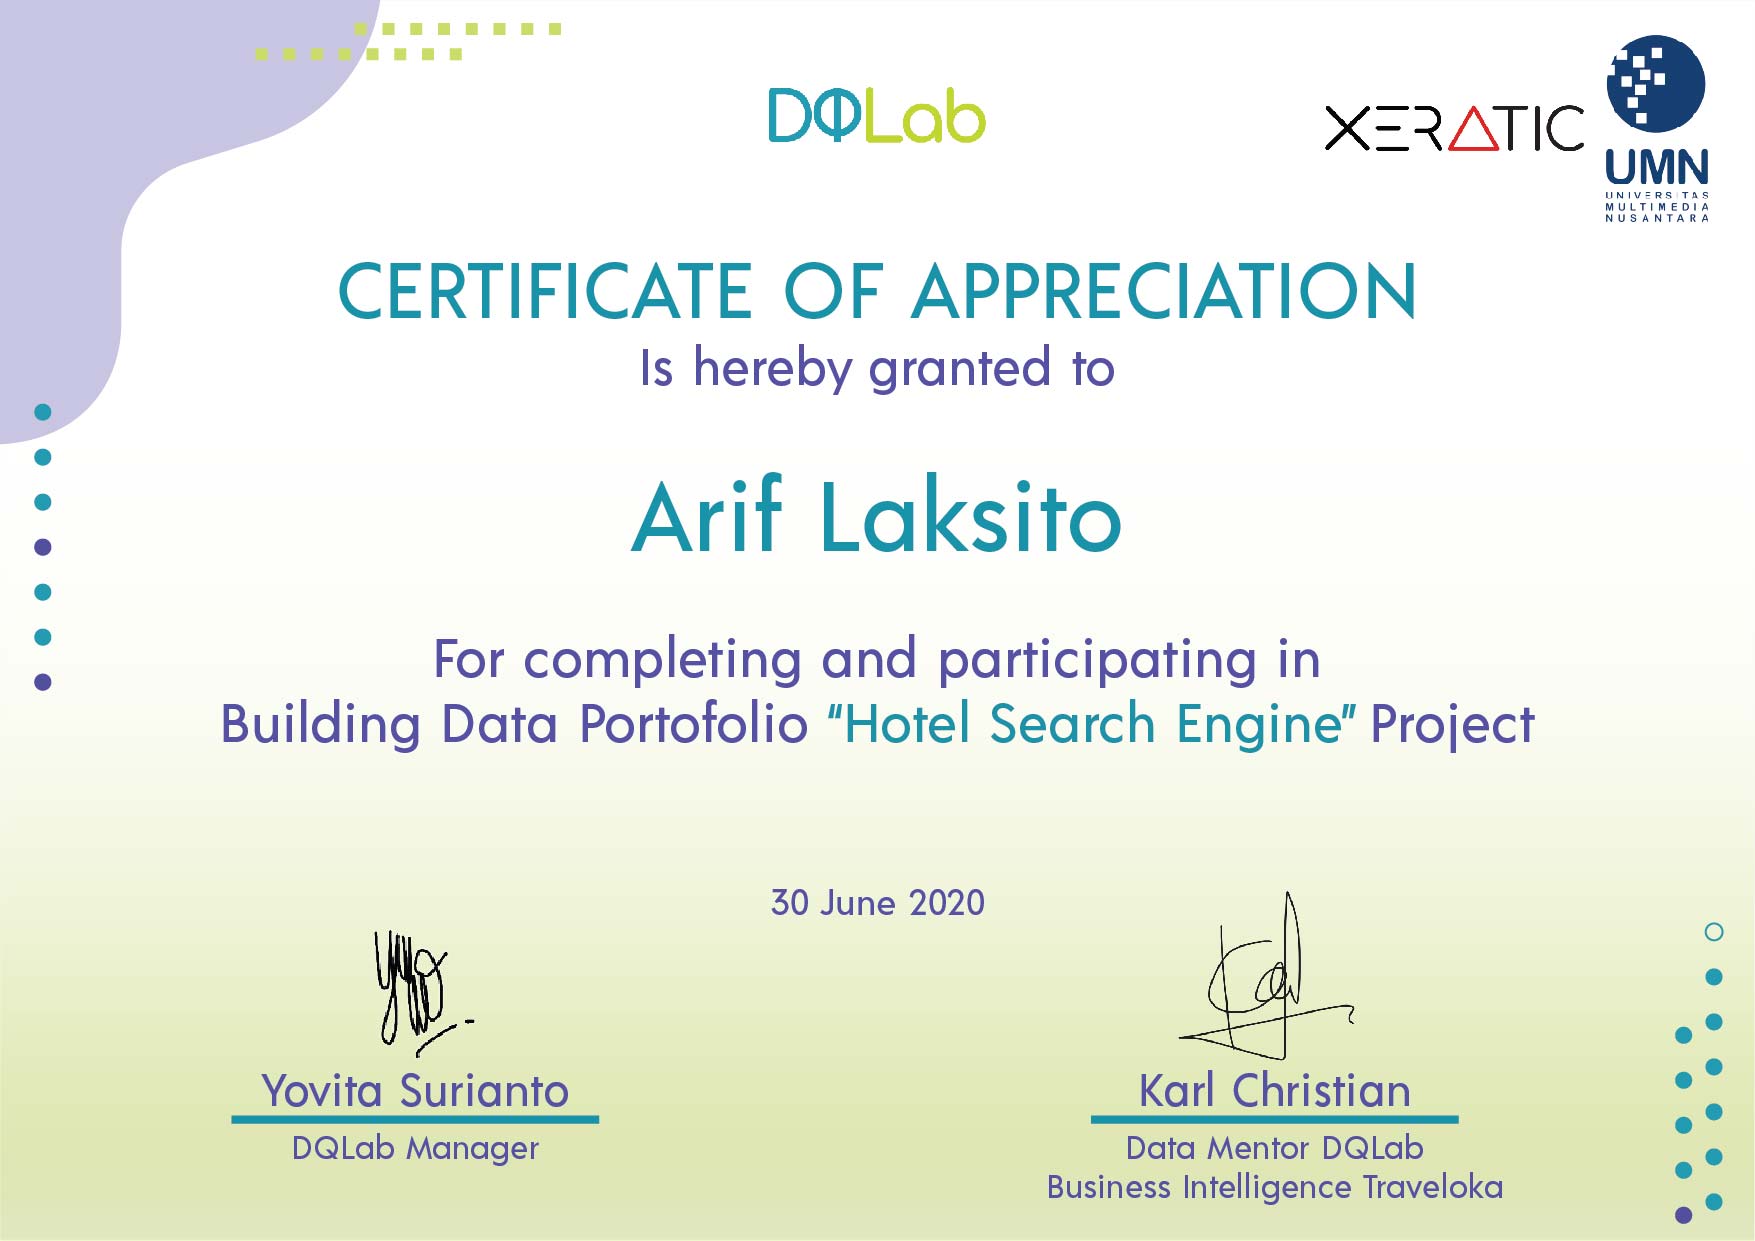 DQLab
XERATIC
UMN
UNIVERSITAS
MULTIMEDIA
NUSANTARA
CERTIFICATE OF APPRECIATION
Is hereby granted to
Arif Laksito
For completing and participating in
Building Data Portofolio “Hotel Search Engine” Project
30 June 2020
Yovita Surianto
DQLab Manager
Karl Christian
Data Mentor DQLab
Business Intelligence Traveloka